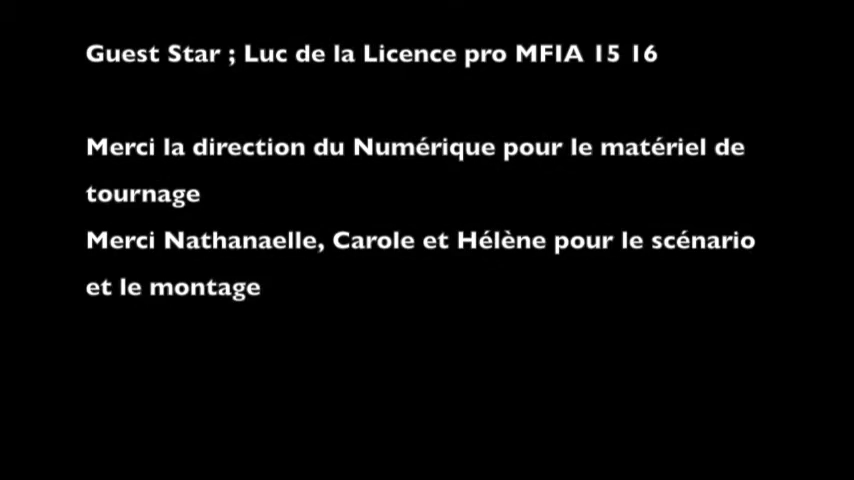 Guest Star ; Luc de la Licence pro MFIA 15 16
Merci la direction du Numérique pour le matériel de
tournage
Merci Nathanaelle, Carole et Hélène pour le scénario
et le montage